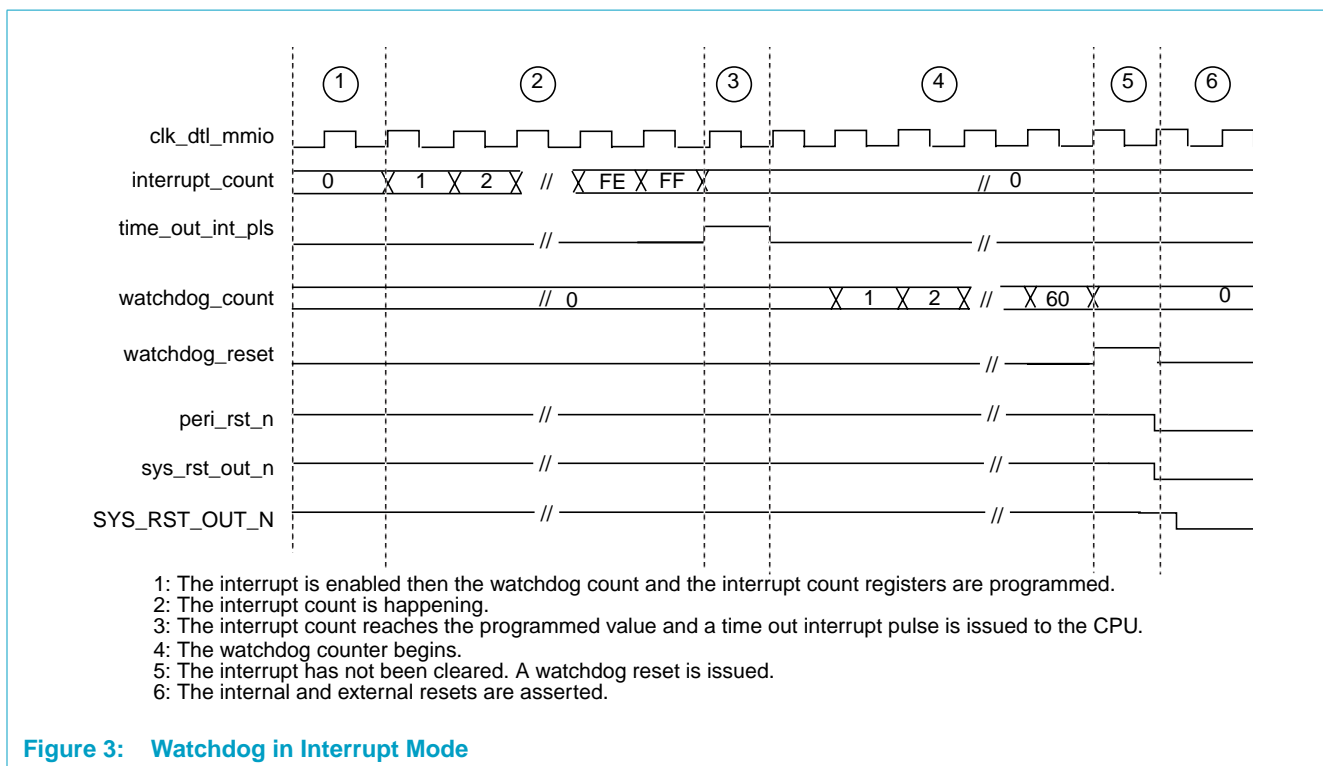 1 2 3 4 5 6
clk_dtl_mmio
interrupt_count 0 1 2 // FE FF // 0
time_out_int_pls // //
watchdog_count // 0 1 2 // 60 0
watchdog_reset //
peri_rst_n // //
sys_rst_out_n // //
SYS_RST_OUT_N // //
1: The interrupt is enabled then the watchdog count and the interrupt count registers are programmed.
2: The interrupt count is happening.
3: The interrupt count reaches the programmed value and a time out interrupt pulse is issued to the CPU.
4: The watchdog counter begins.
5: The interrupt has not been cleared. A watchdog reset is issued.
6: The internal and external resets are asserted.
Figure 3: Watchdog in Interrupt Mode